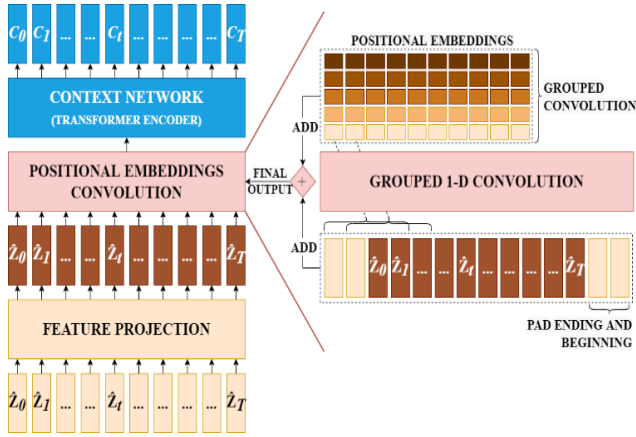 C0 C1 ... ... Ct ... ... ... ... CT
CONTEXT NETWORK
(TRANSFORMER ENCODER)
POSITIONAL EMBEDDINGS
CONVOLUTION
Ẑ0 Ẑ1 ... ... Ẑt ... ... ... ... ẐT
FEATURE PROJECTION
Ẑ0 Ẑ1 ... ... Ẑt ... ... ... ... ẐT
POSITIONAL EMBEDDINGS
GROUPED
CONVOLUTION
ADD
FINAL
OUTPUT
+
GROUPED 1-D CONVOLUTION
ADD
Ẑ0 Ẑ1 ... ... Ẑt ... ... ... ... ẐT
PAD ENDING AND
BEGINNING